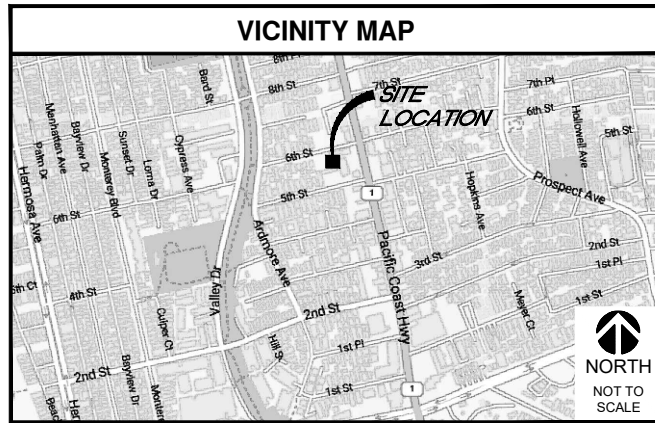 VICINITY MAP
8th Pl
8th St
7th St
7th Pl
6th St
5th St
Bard St
Manhattan Ave
Bayview Dr
Palm Dr
Sunset Dr
Monterey Blvd
Loma Dr
Cypress Ave
Hermosa Ave
SITE
LOCATION
6th St
5th St
1
Hollowell Ave
Hopkins Ave
Prospect Ave
6th St
Ardmore Ave
Valley Dr
Pacific Coast Hwy
3rd St
2nd St
1st Pl
1st St
4th St
2nd St
Culper Ct
Meyer Ct
Hill St
1st Pl
1st St
2nd St
Bayview Dr
1
NORTH
NOT TO
SCALE